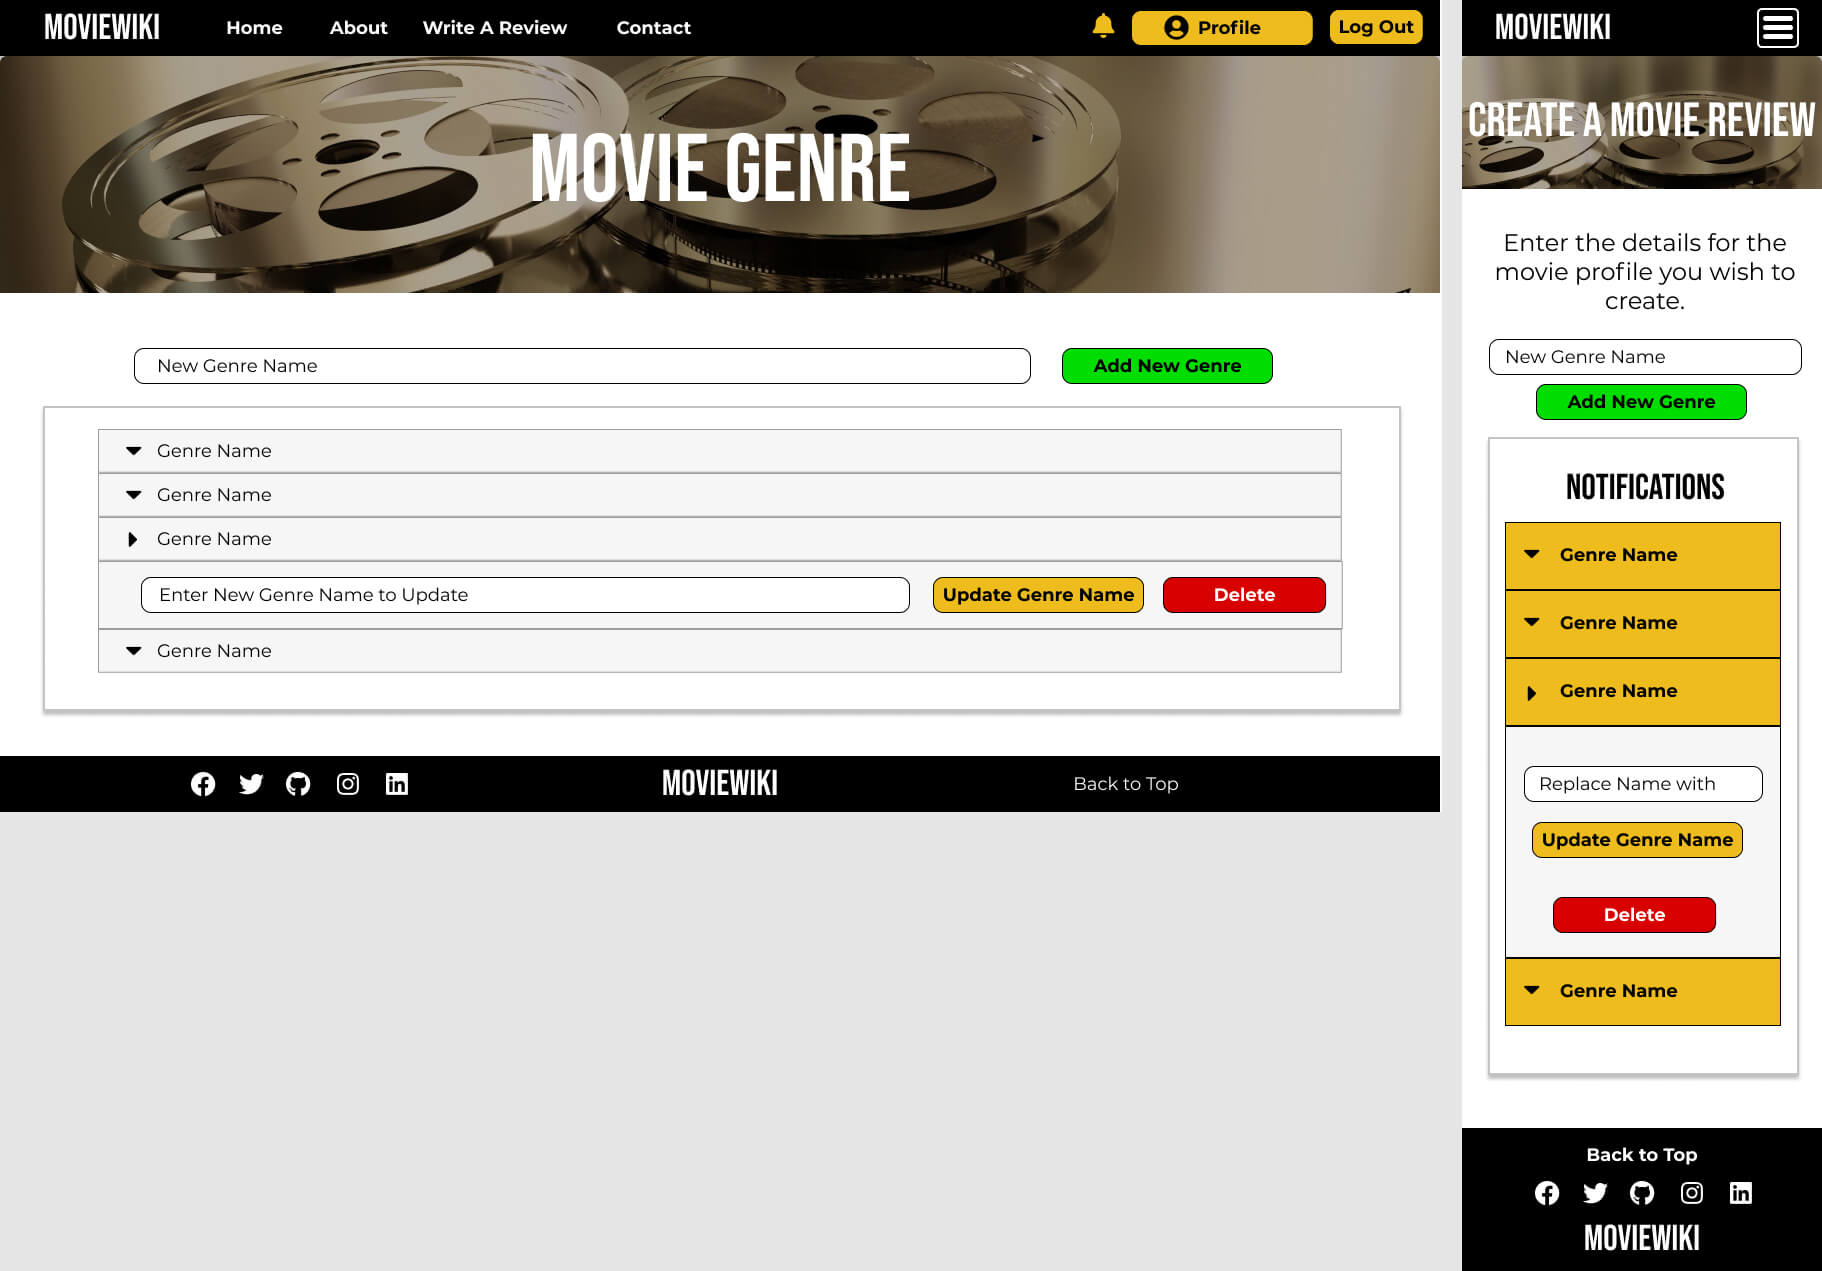 MOVIEWIKI
Home
About
Write A Review
Contact
Profile
Log Out
MOVIE GENRE
New Genre Name
Add New Genre
Genre Name
Genre Name
Genre Name
Enter New Genre Name to Update
Update Genre Name
Delete
Genre Name
MOVIEWIKI
Back to Top
MOVIEWIKI
CREATE A MOVIE REVIEW
Enter the details for the
movie profile you wish to
create.
New Genre Name
Add New Genre
NOTIFICATIONS
Genre Name
Genre Name
Genre Name
Replace Name with
Update Genre Name
Delete
Genre Name
Back to Top
MOVIEWIKI